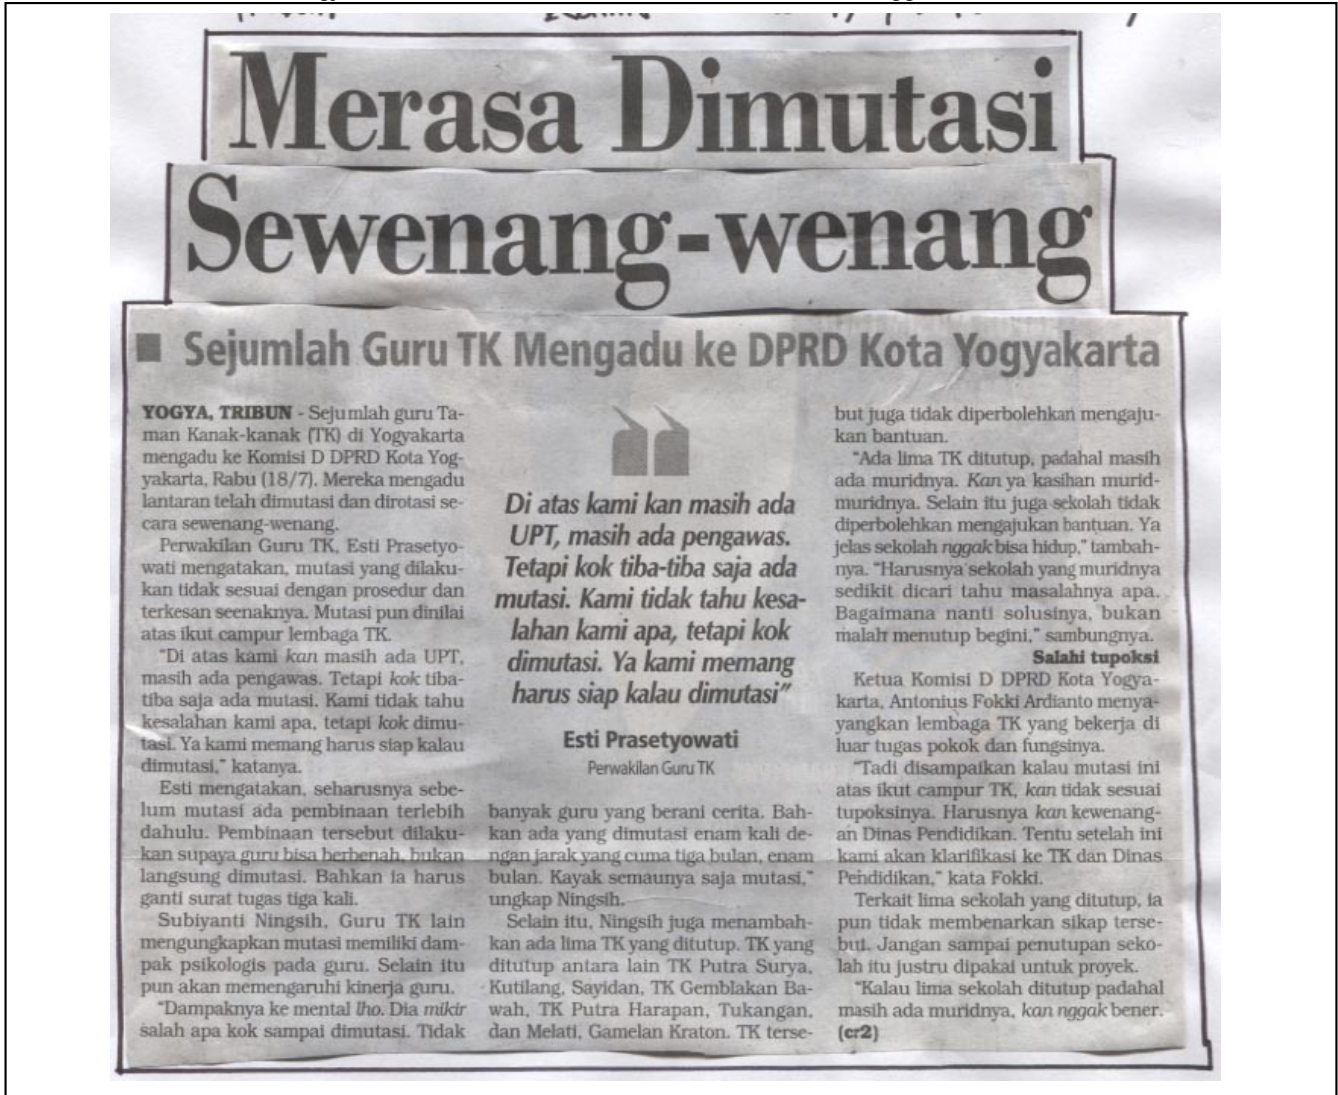 Merasa Dimutasi
Sewenang-wenang
■ Sejumlah Guru TK Mengadu ke DPRD Kota Yogyakarta
YOGYA, TRIBUN - Sejumlah guru Ta-
man Kanak-kanak (TK) di Yogyakarta
mengadu ke Komisi D DPRD Kota Yog-
yakarta, Rabu (18/7). Mereka mengadu
lantaran telah dimutasi dan dirotasi se-
cara sewenang-wenang.
Perwakilan Guru TK, Esti Prasetyo-
wati mengatakan, mutasi yang dilaku-
kan tidak sesuai dengan prosedur dan
terkesan seenaknya. Mutasi pun dinilai
atas ikut campur lembaga TK.
"Di atas kami kan masih ada UPT,
masih ada pengawas. Tetapi kok tiba-
tiba saja ada mutasi. Kami tidak tahu
kesalahan kami apa, tetapi kok dimu-
tasi. Ya kami memang harus siap kalau
dimutasi," katanya.
Esti mengatakan, seharusnya sebe-
lum mutasi ada pembinaan terlebih
dahulu. Pembinaan tersebut dilaku-
kan supaya guru bisa berbenah, bukan
langsung dimutasi. Bahkan ia harus
ganti surat tugas tiga kali.
Subiyanti Ningsih, Guru TK lain
mengungkapkan mutasi memiliki dam-
pak psikologis pada guru. Selain itu
pun akan memengaruhi kinerja guru.
"Dampaknya ke mental lho. Dia mikir
salah apa kok sampai dimutasi. Tidak
Di atas kami kan masih ada
UPT, masih ada pengawas.
Tetapi kok tiba-tiba saja ada
mutasi. Kami tidak tahu kesa-
lahan kami apa, tetapi kok
dimutasi. Ya kami memang
harus siap kalau dimutasi"
Esti Prasetyowati
Perwakilan Guru TK
banyak guru yang berani cerita. Bah-
kan ada yang dimutasi enam kali de-
ngan jarak yang cuma tiga bulan, enam
bulan. Kayak semaunya saja mutasi,"
ungkap Ningsih.
Selain itu, Ningsih juga menambah-
kan ada lima TK yang ditutup. TK yang
ditutup antara lain TK Putra Surya,
Kutilang, Sayidan, TK Gemblakan Ba-
wah, TK Putra Harapan, Tukangan,
dan Melati, Gamelan Kraton. TK terse-
but juga tidak diperbolehkan mengaju-
kan bantuan.
"Ada lima TK ditutup, padahal masih
ada muridnya. Kan ya kasihan murid-
muridnya. Selain itu juga sekolah tidak
diperbolehkan mengajukan bantuan. Ya
jelas sekolah nggak bisa hidup," tambah-
nya. "Harusnya sekolah yang muridnya
sedikit dicari tahu masalahnya apa.
Bagaimana nanti solusinya, bukan
malah menutup begini," sambungnya.
Salahi tupoksi
Ketua Komisi D DPRD Kota Yogya-
karta, Antonius Fokki Ardianto menya-
yangkan lembaga TK yang bekerja di
luar tugas pokok dan fungsinya.
"Tadi disampaikan kalau mutasi ini
atas ikut campur TK, kan tidak sesuai
tupoksinya. Harusnya kan kewenang-
an Dinas Pendidikan. Tentu setelah ini
kami akan klarifikasi ke TK dan Dinas
Pendidikan," kata Fokki.
Terkait lima sekolah yang ditutup, ia
pun tidak membenarkan sikap terse-
but. Jangan sampai penutupan seko-
lah itu justru dipakai untuk proyek.
"Kalau lima sekolah ditutup padahal
masih ada muridnya, kan nggak bener.
(cr2)